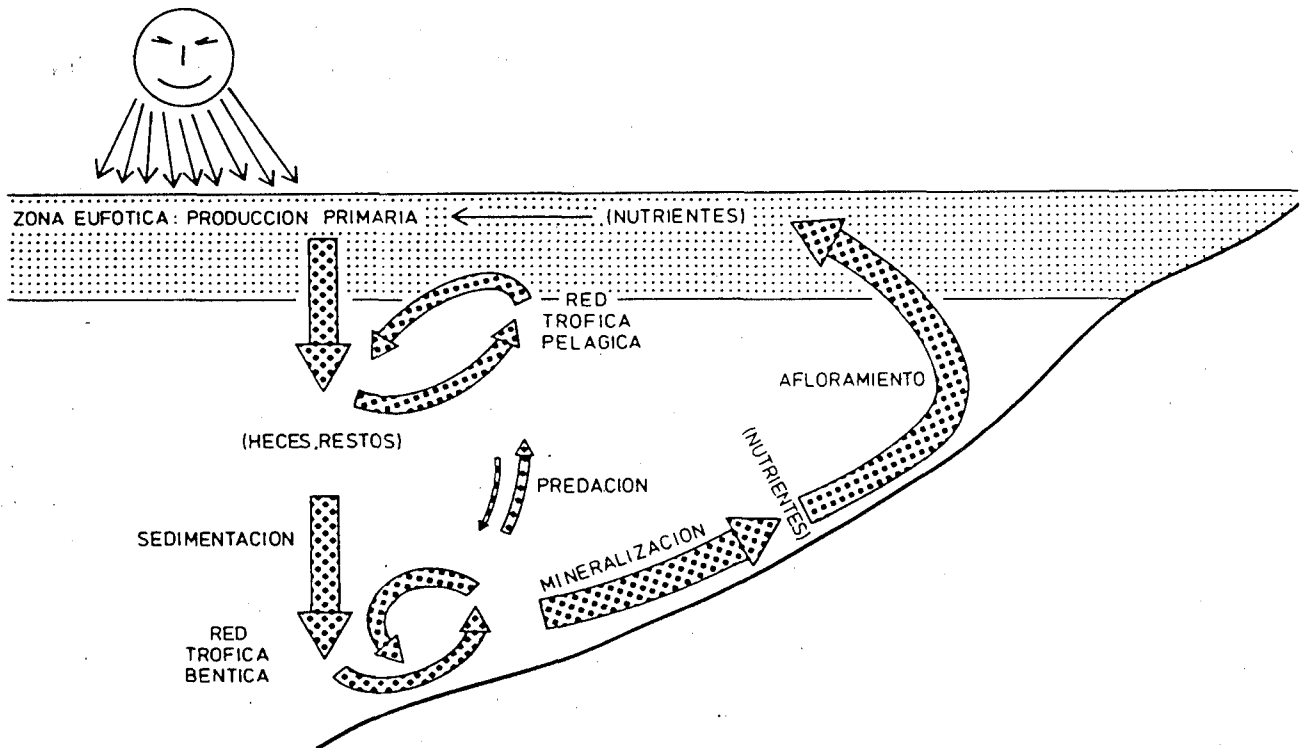 ZONA EUFOTICA: PRODUCCION PRIMARIA
(NUTRIENTES)
RED
TROFICA
PELAGICA
AFLORAMIENTO
(HECES,RESTOS)
(NUTRIENTES)
PREDACION
SEDIMENTACION
MINERALIZACION
RED
TROFICA
BENTICA